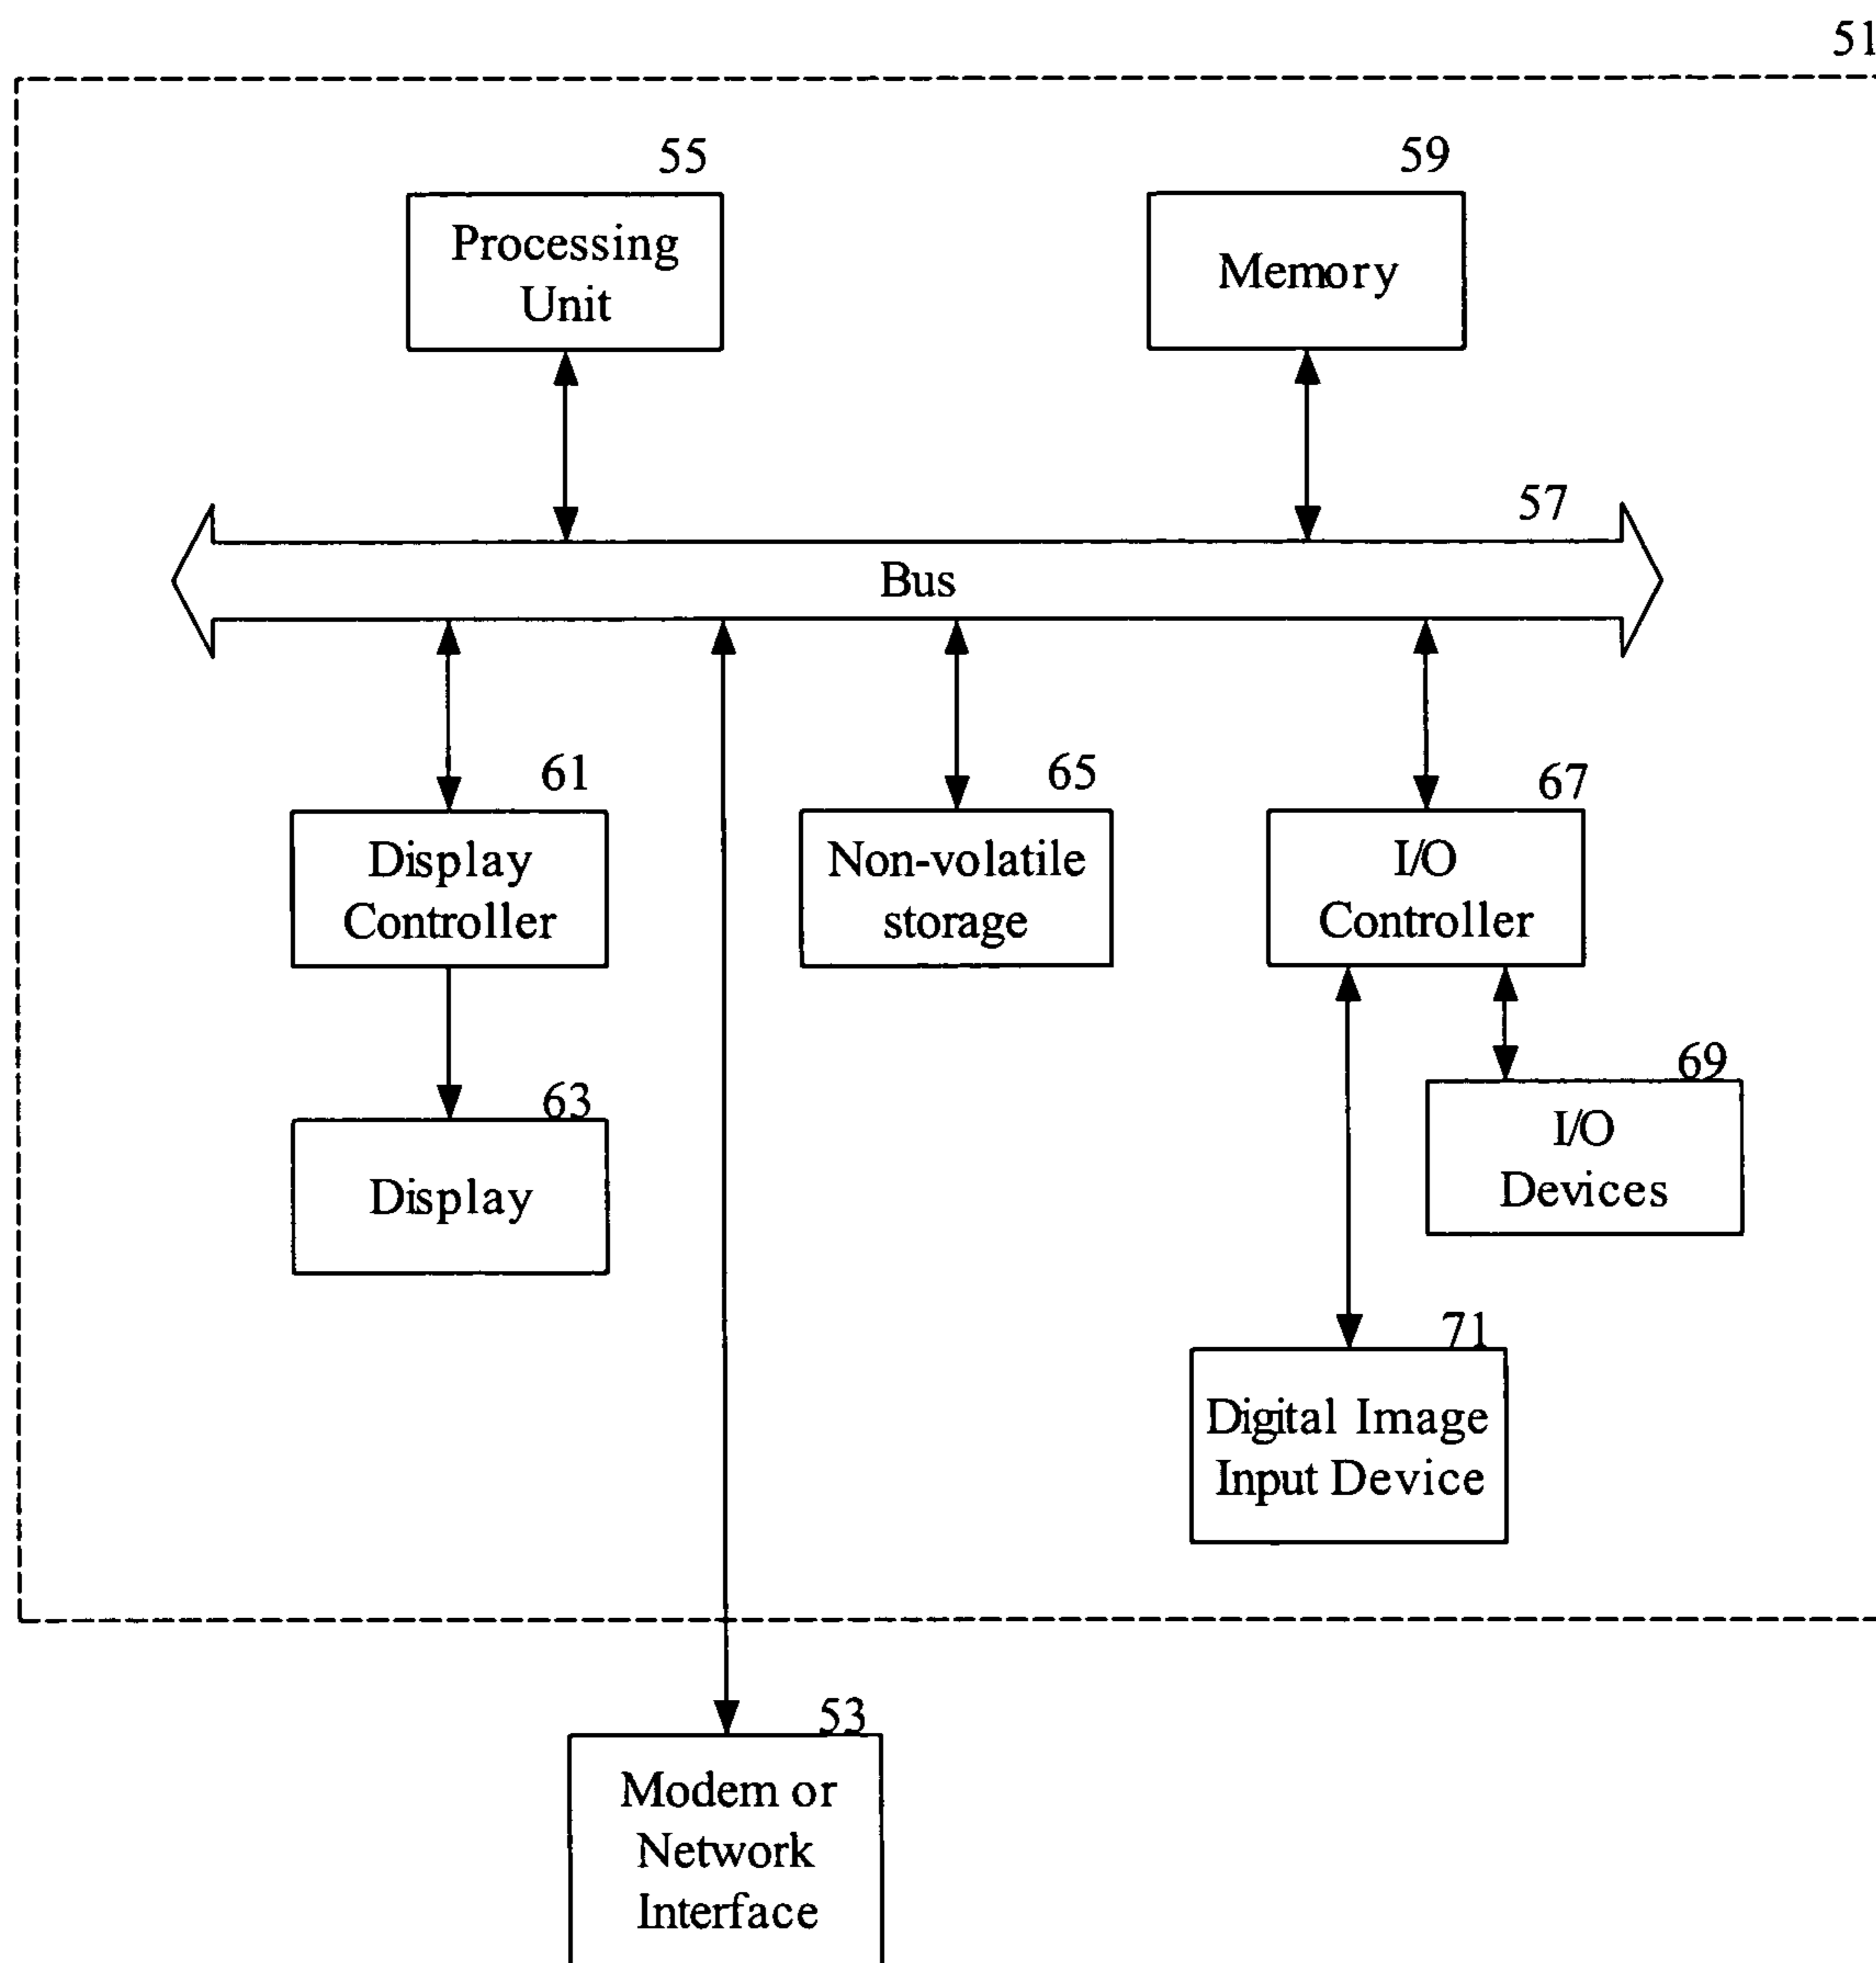 51
55
59
Processing
Unit
Memory
57
Bus
61
65
67
Display
Controller
Non-volatile
storage
I/O
Controller
69
63
I/O
Devices
Display
71
Digital Image
Input Device
53
Modem or
Network
Interface